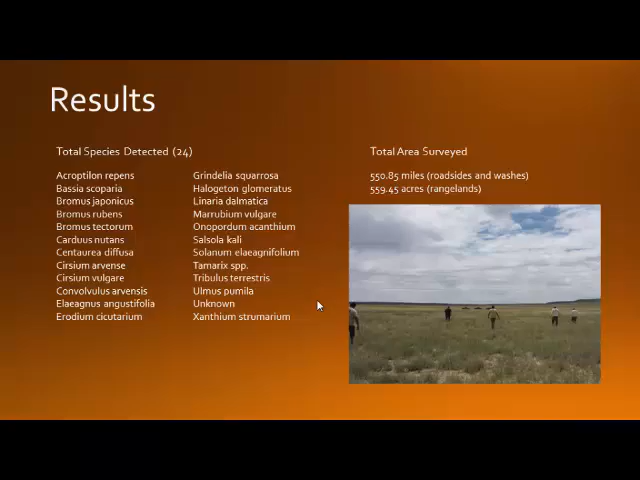 Results
Total Species Detected (24)
Acroptilon repens
Bassia scoparia
Bromus japonicus
Bromus rubens
Bromus tectorum
Carduus nutans
Centaurea diffusa
Cirsium arvense
Cirsium vulgare
Convolvulus arvensis
Elaeagnus angustifolia
Erodium cicutarium
Grindelia squarrosa
Halogeton glomeratus
Linaria dalmatica
Marrubium vulgare
Onopordum acanthium
Salsola kali
Solanum elaeagnifolium
Tamarix spp.
Tribulus terrestris
Ulmus pumila
Unknown
Xanthium strumarium
Total Area Surveyed
550.85 miles (roadsides and washes)
559.45 acres (rangelands)